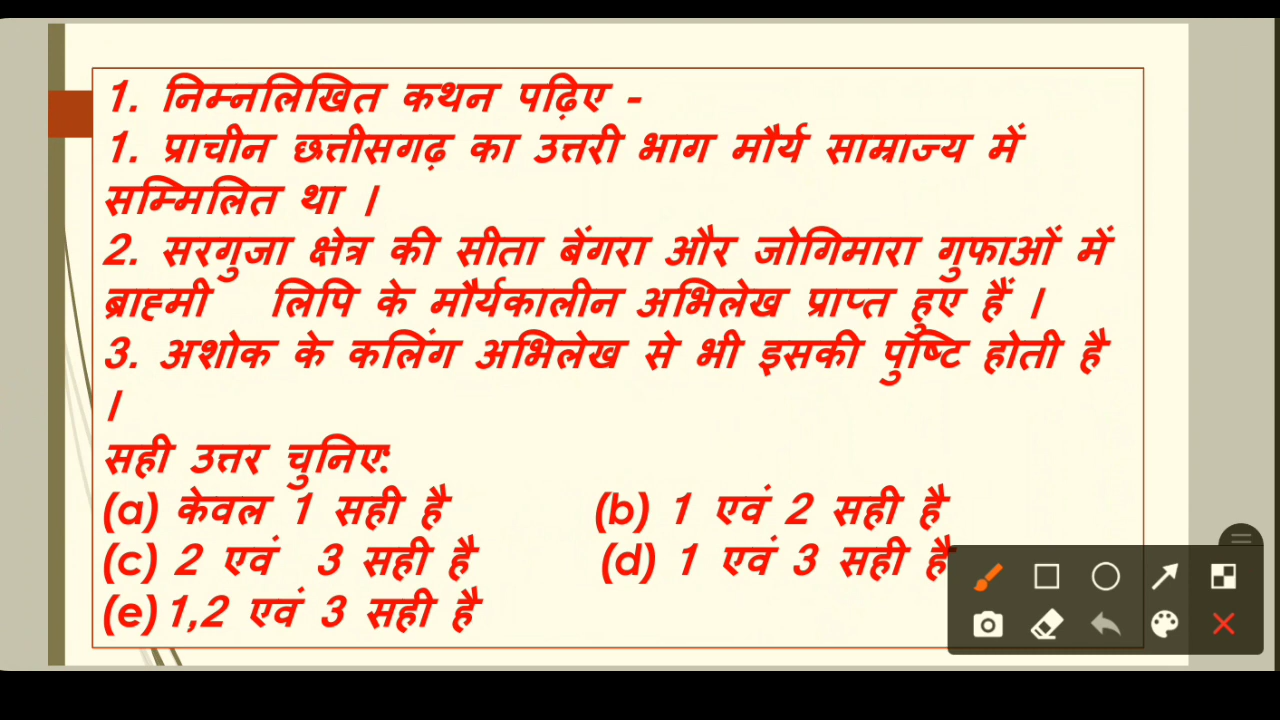 1. निम्नलिखित कथन पढ़िए -
1. प्राचीन छत्तीसगढ़ का उत्तरी भाग मौर्य साम्राज्य में
सम्मिलित था ।
2. सरगुजा क्षेत्र की सीता बेंगरा और जोगिमारा गुफाओं में
ब्राह्मी लिपि के मौर्यकालीन अभिलेख प्राप्त हुए हैं ।
3. अशोक के कलिंग अभिलेख से भी इसकी पुष्टि होती है
।
सही उत्तर चुनिए:
(a) केवल 1 सही है (b) 1 एवं 2 सही है
(c) 2 एवं 3 सही है (d) 1 एवं 3 सही है
(e) 1,2 एवं 3 सही है